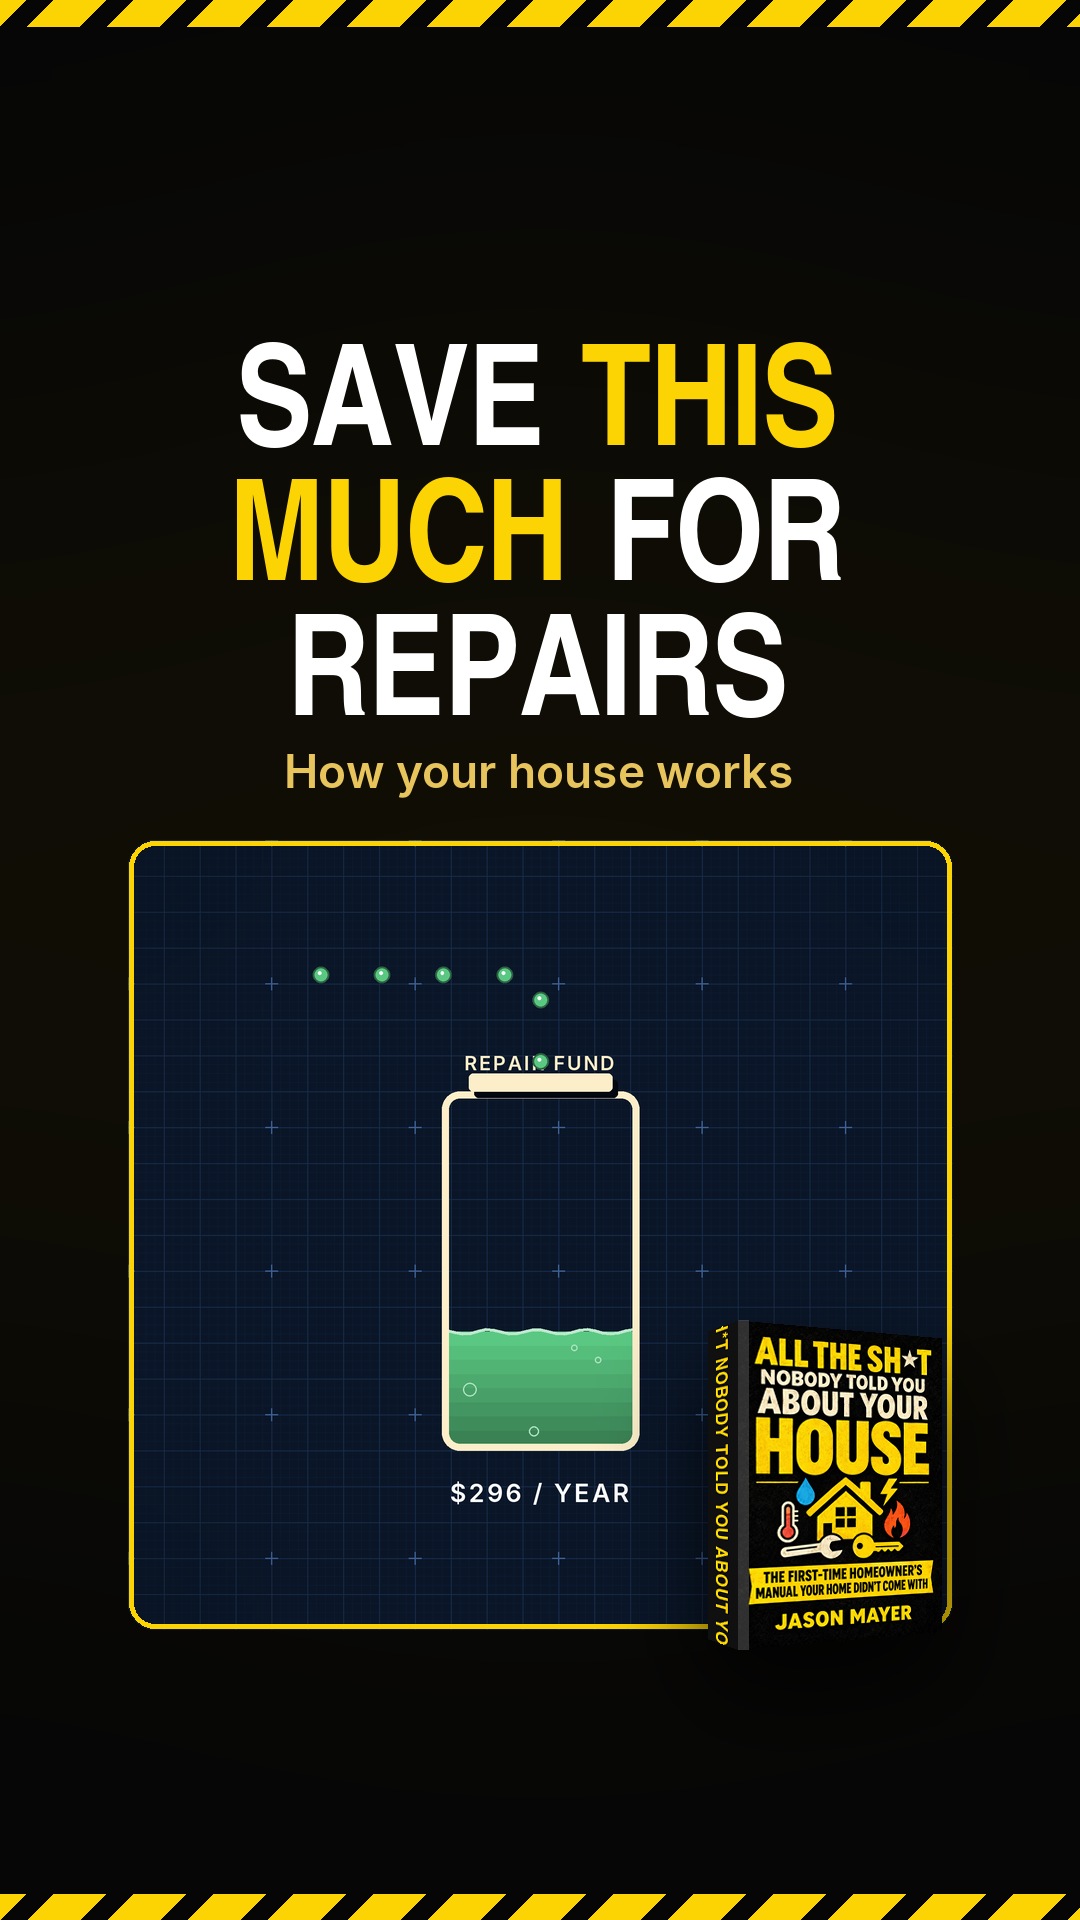 SAVE THIS
MUCH FOR
REPAIRS
How your house works
REPAIR FUND
$296 / YEAR
NOBODY TOLD YOU ABOUT
ALL THE SH★T
NOBODY TOLD YOU
ABOUT YOUR
HOUSE
THE FIRST-TIME HOMEOWNER'S
MANUAL YOUR HOME DIDN'T COME WITH
JASON MAYER